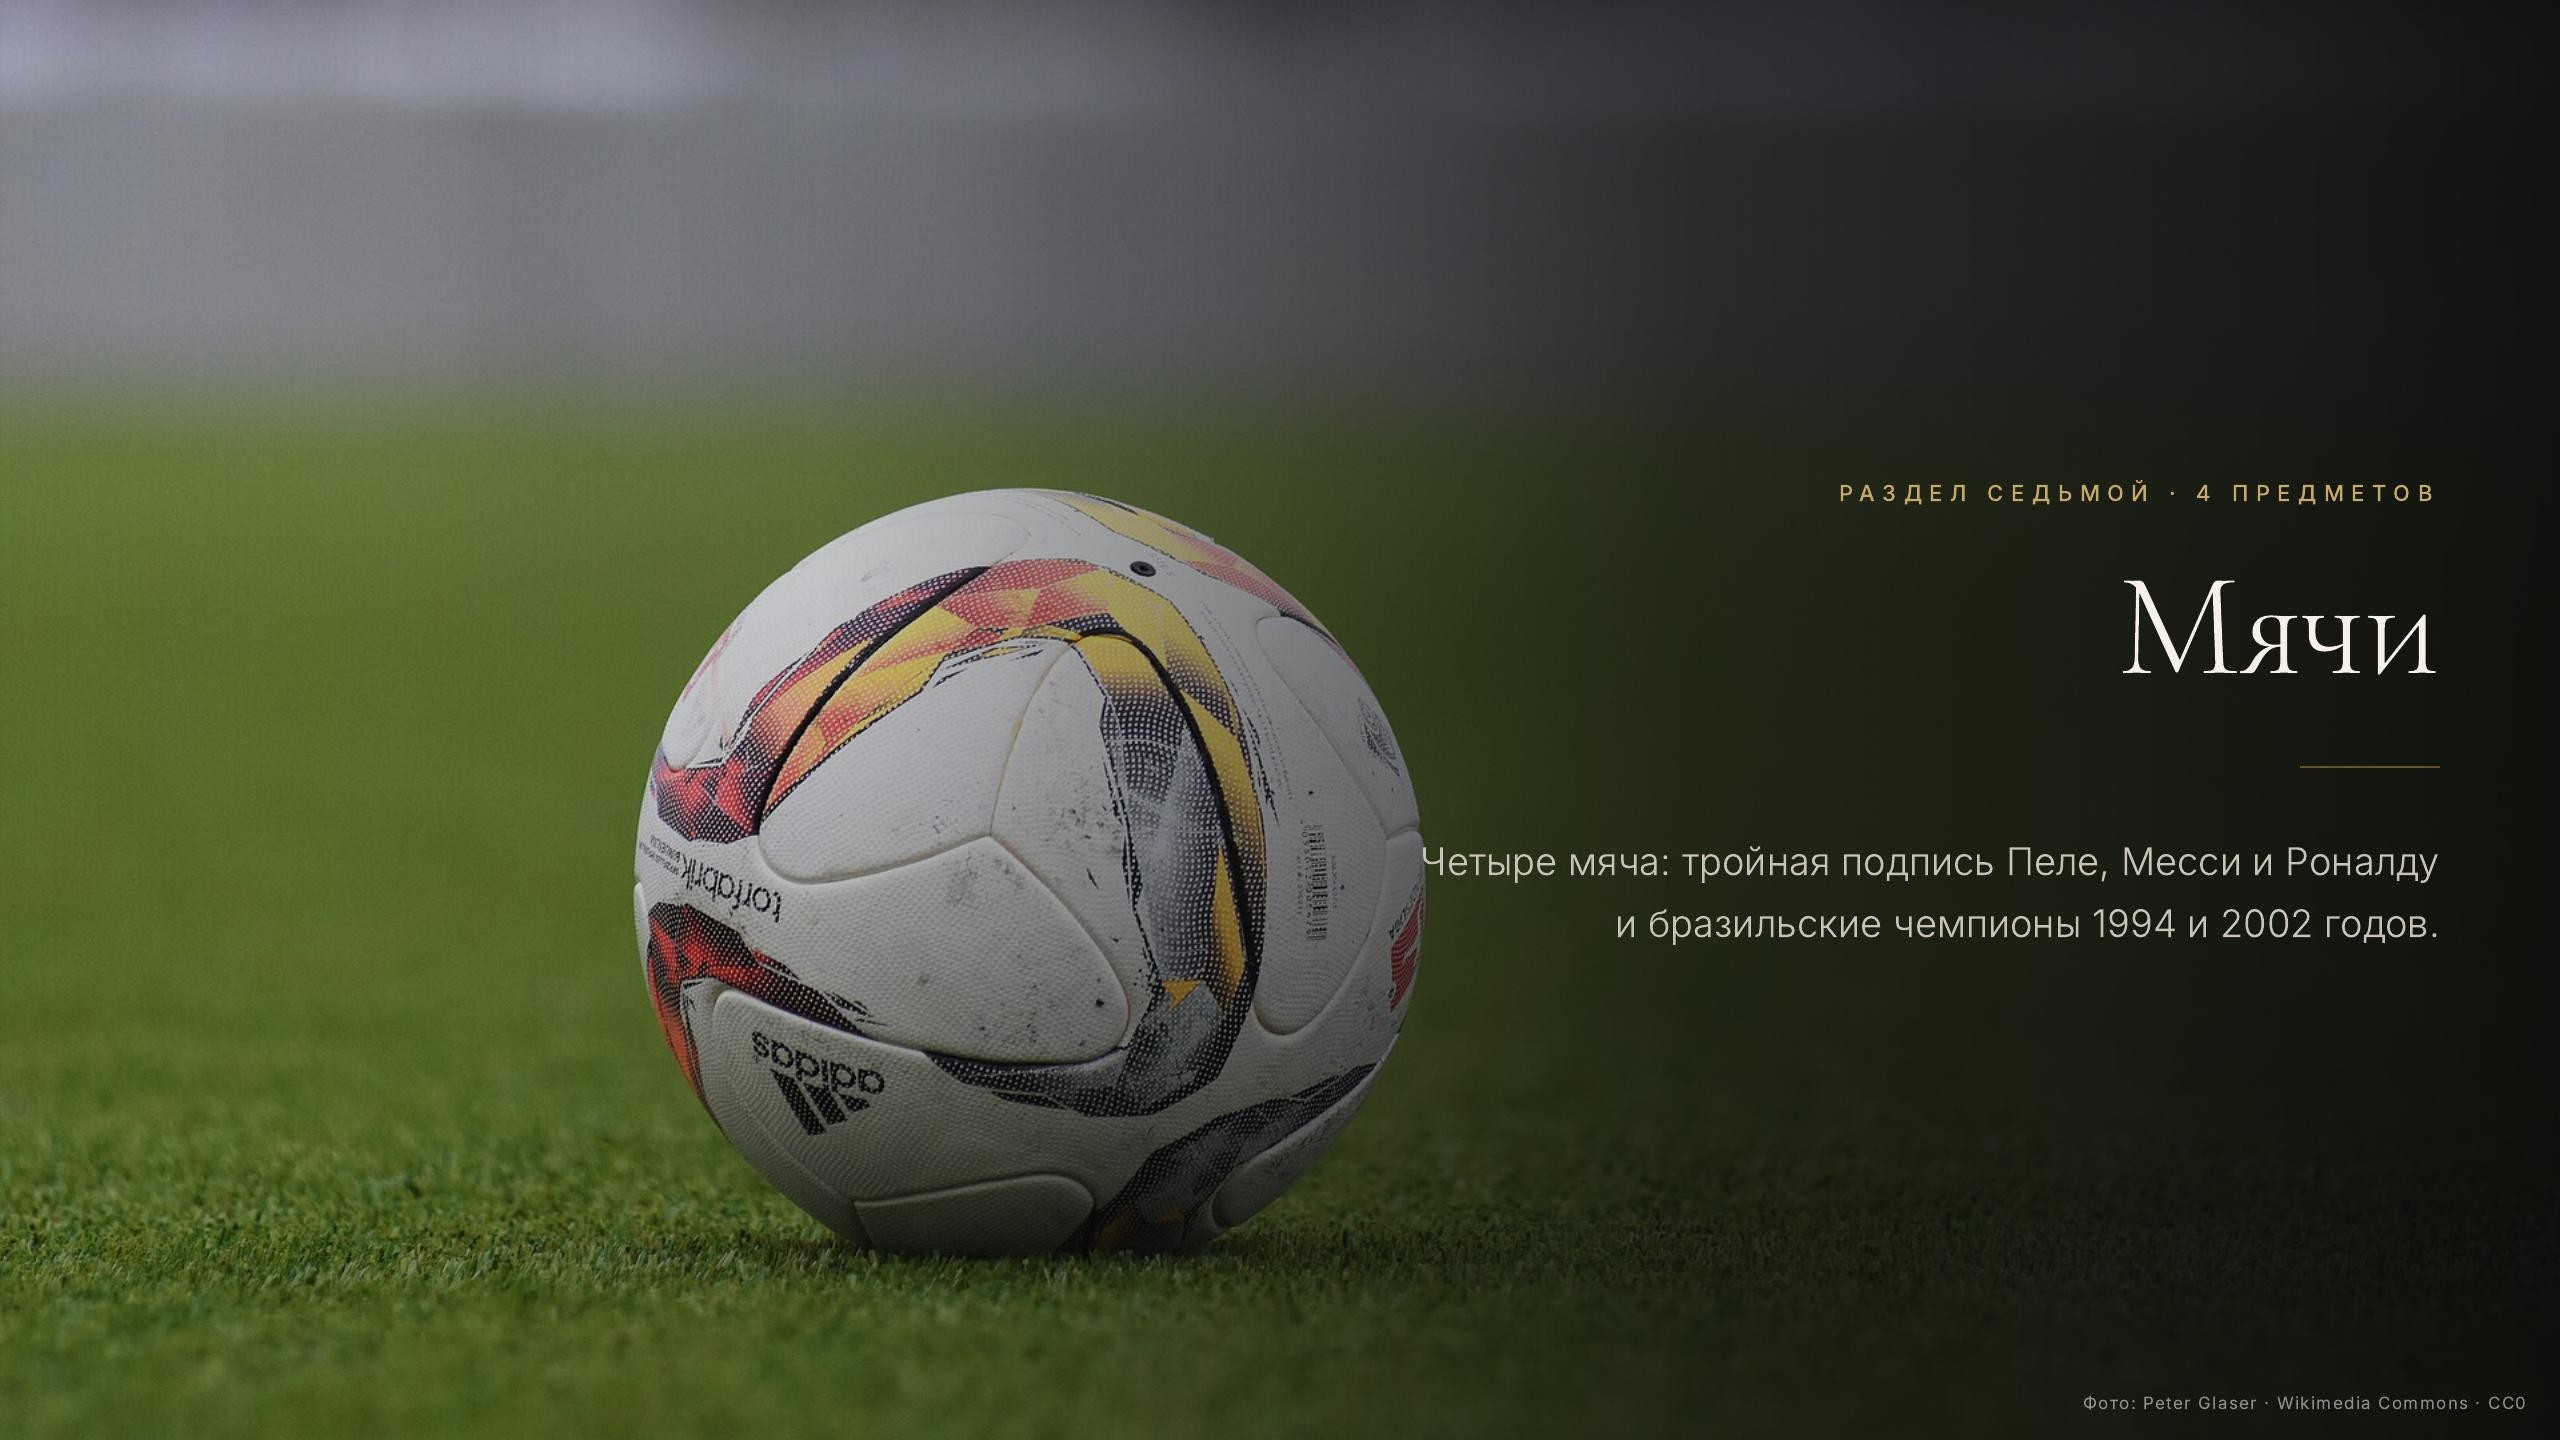 РАЗДЕЛ СЕДЬМОЙ · 4 ПРЕДМЕТОВ
Мячи
Четыре мяча: тройная подпись Пеле, Месси и Роналду
и бразильские чемпионы 1994 и 2002 годов.
torfabrik
adidas
Фото: Peter Glaser · Wikimedia Commons · CC0